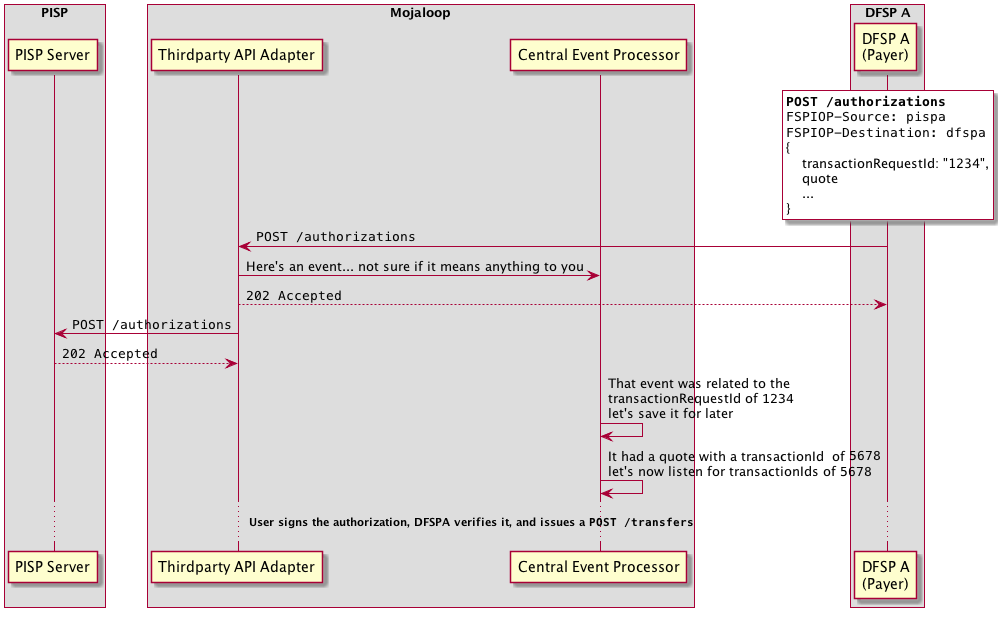 PISP
Mojaloop
DFSP A
PISP Server
Thirdparty API Adapter
Central Event Processor
DFSP A
(Payer)
POST /authorizations
FSPIOP-Source: pispa
FSPIOP-Destination: dfspa
{
transactionRequestId: "1234",
quote
...
}
POST /authorizations
Here's an event... not sure if it means anything to you
202 Accepted
POST /authorizations
202 Accepted
That event was related to the
transactionRequestId of 1234
let's save it for later
It had a quote with a transactionId  of 5678
let's now listen for transactionIds of 5678
User signs the authorization, DFSPA verifies it, and issues a POST /transfers
PISP Server
Thirdparty API Adapter
Central Event Processor
DFSP A
(Payer)